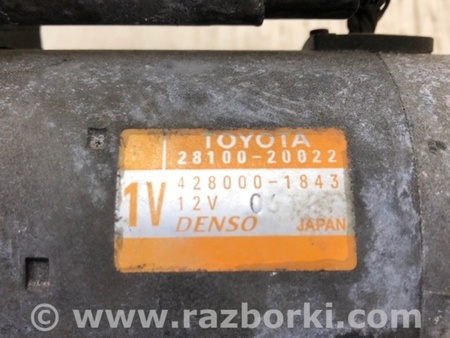 TOYOTA
28100-20022
1V
428000-1843
12V
DENSO JAPAN
www.razborki.com